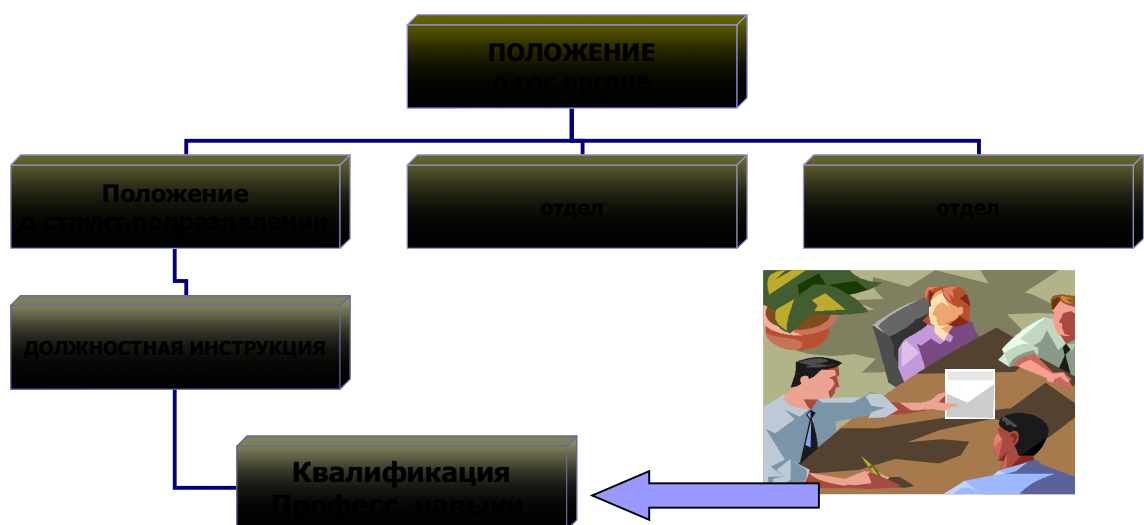 ПОЛОЖЕНИЕ
о гос.органе
Положение
о структ.подразделении
отдел
отдел
ДОЛЖНОСТНАЯ ИНСТРУКЦИЯ
Квалификация
Професс. навыки